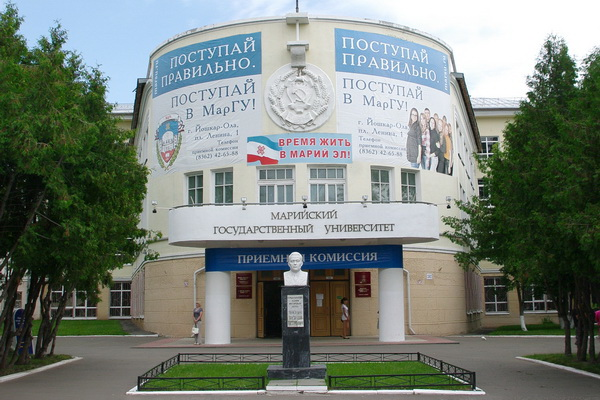 ПОСТУПАЙ
ПРАВИЛЬНО.
ПОСТУПАЙ
В МарГУ!
г. Йошкар-Ола,
пл. Ленина, 1
Телефон
приемной комиссии
(8362) 42-65-88
ПОСТУПАЙ
ПРАВИЛЬНО.
ПОСТУПАЙ
В МарГУ!
г. Йошкар-Ола,
пл. Ленина, 1
Телефон
приемной комиссии
(8362) 42-65-88
ВРЕМЯ ЖИТЬ
В МАРИИ ЭЛ!
МАРИЙСКИЙ
ГОСУДАРСТВЕННЫЙ УНИВЕРСИТЕТ
ПРИЕМНАЯ КОМИССИЯ